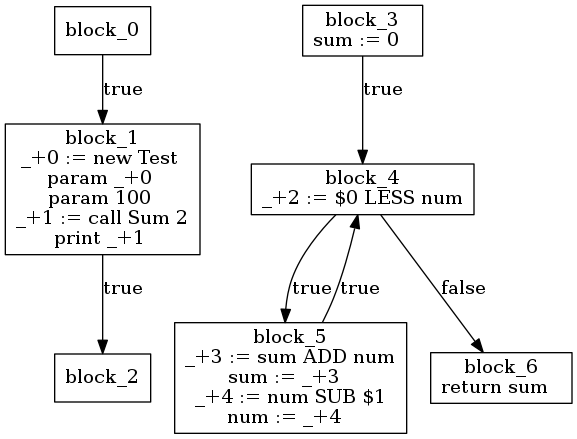 block_0
true
block_1
_+0 := new Test
param _+0
param 100
_+1 := call Sum 2
print _+1
true
block_2
block_3
sum := 0
true
block_4
_+2 := $0 LESS num
true
true
false
block_5
_+3 := sum ADD num
sum := _+3
_+4 := num SUB $1
num := _+4
block_6
return sum